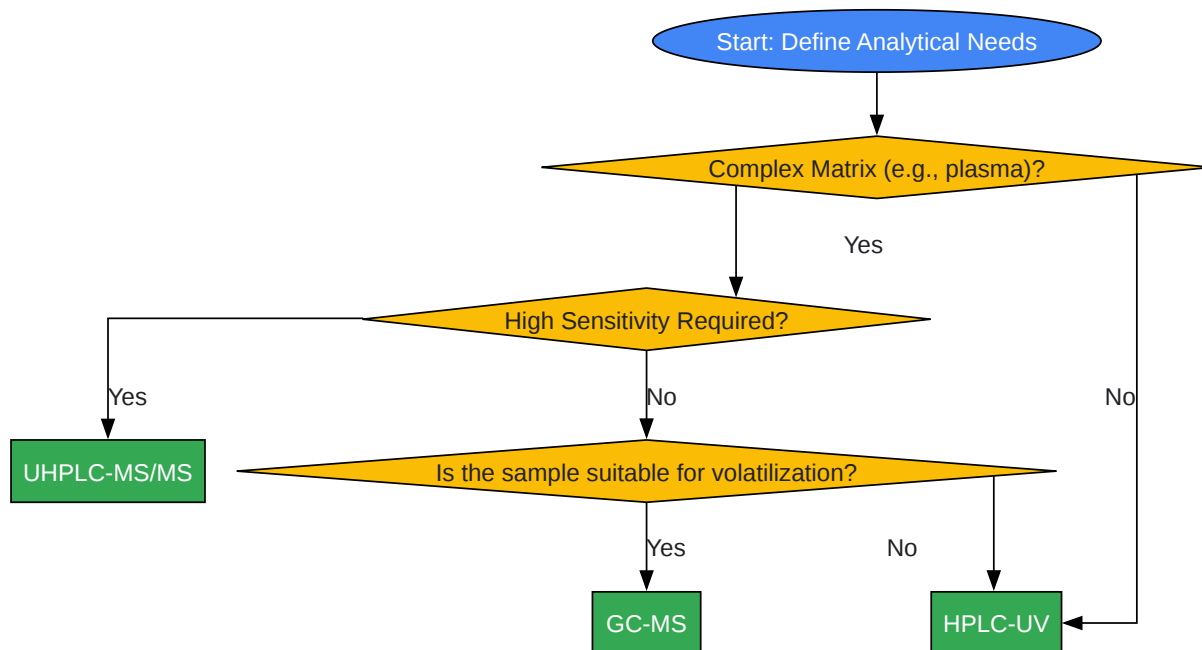 Start: Define Analytical Needs
Complex Matrix (e.g., plasma)?
Yes
High Sensitivity Required?
Yes
No
No
UHPLC-MS/MS
Is the sample suitable for volatilization?
Yes
No
GC-MS
HPLC-UV